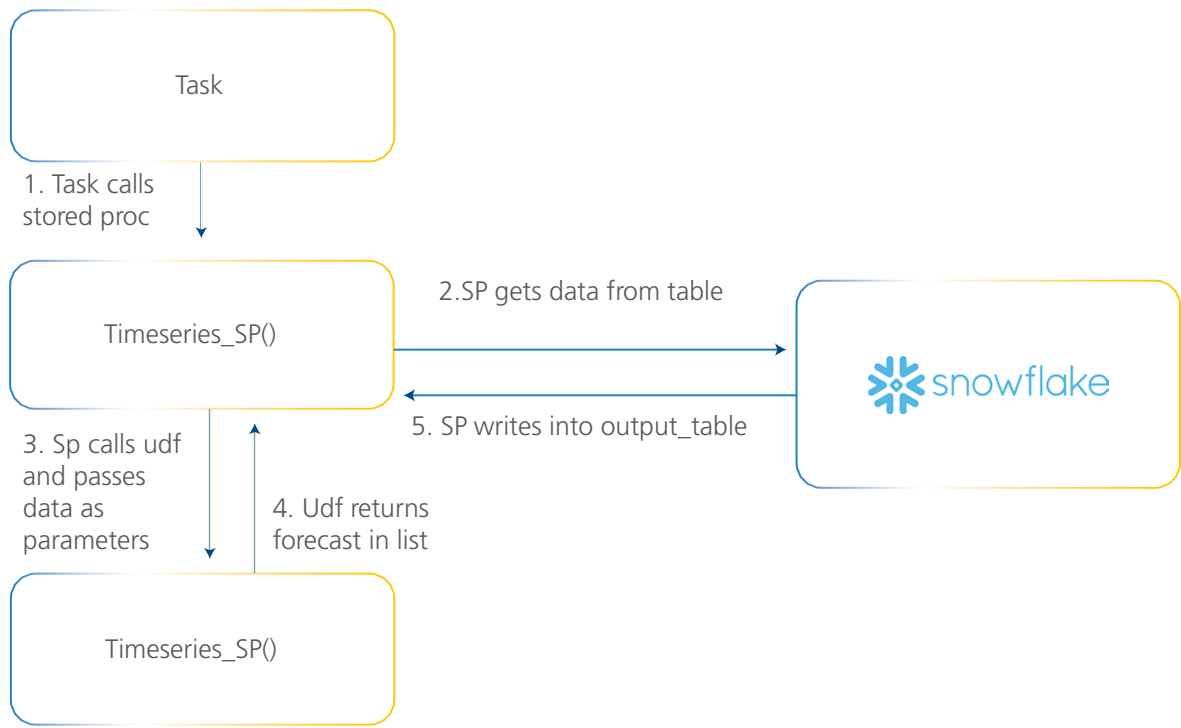 Task
1. Task calls
stored proc
Timeseries_SP()
2.SP gets data from table
snowflake
5. SP writes into output_table
3. Sp calls udf
and passes
data as
parameters
4. Udf returns
forecast in list
Timeseries_SP()